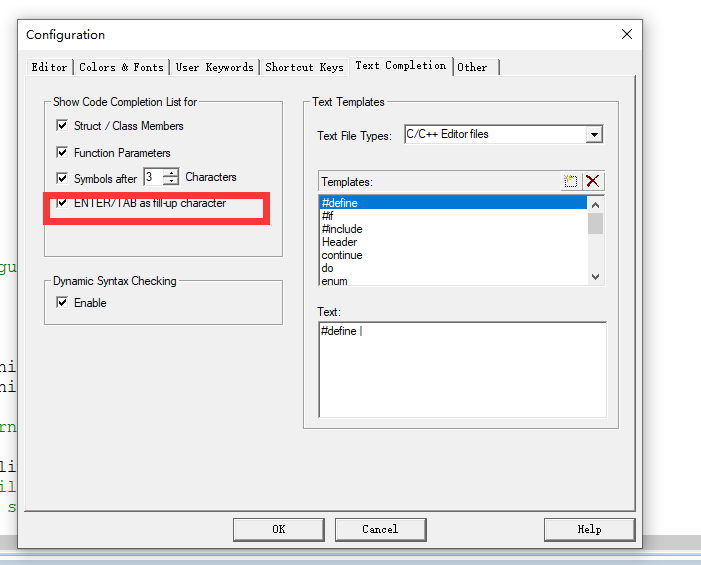 Configuration
Editor
Colors & Fonts
User Keywords
Shortcut Keys
Text Completion
Other
Show Code Completion List for
Struct / Class Members
Function Parameters
Symbols after 3 Characters
ENTER/TAB as fill-up character
Dynamic Syntax Checking
Enable
Text Templates
Text File Types: C/C++ Editor files
Templates:
#define
#if
#include
Header
continue
do
enum
Text:
#define |
OK
Cancel
Help
gu
ni
ni
rn
li
il
s